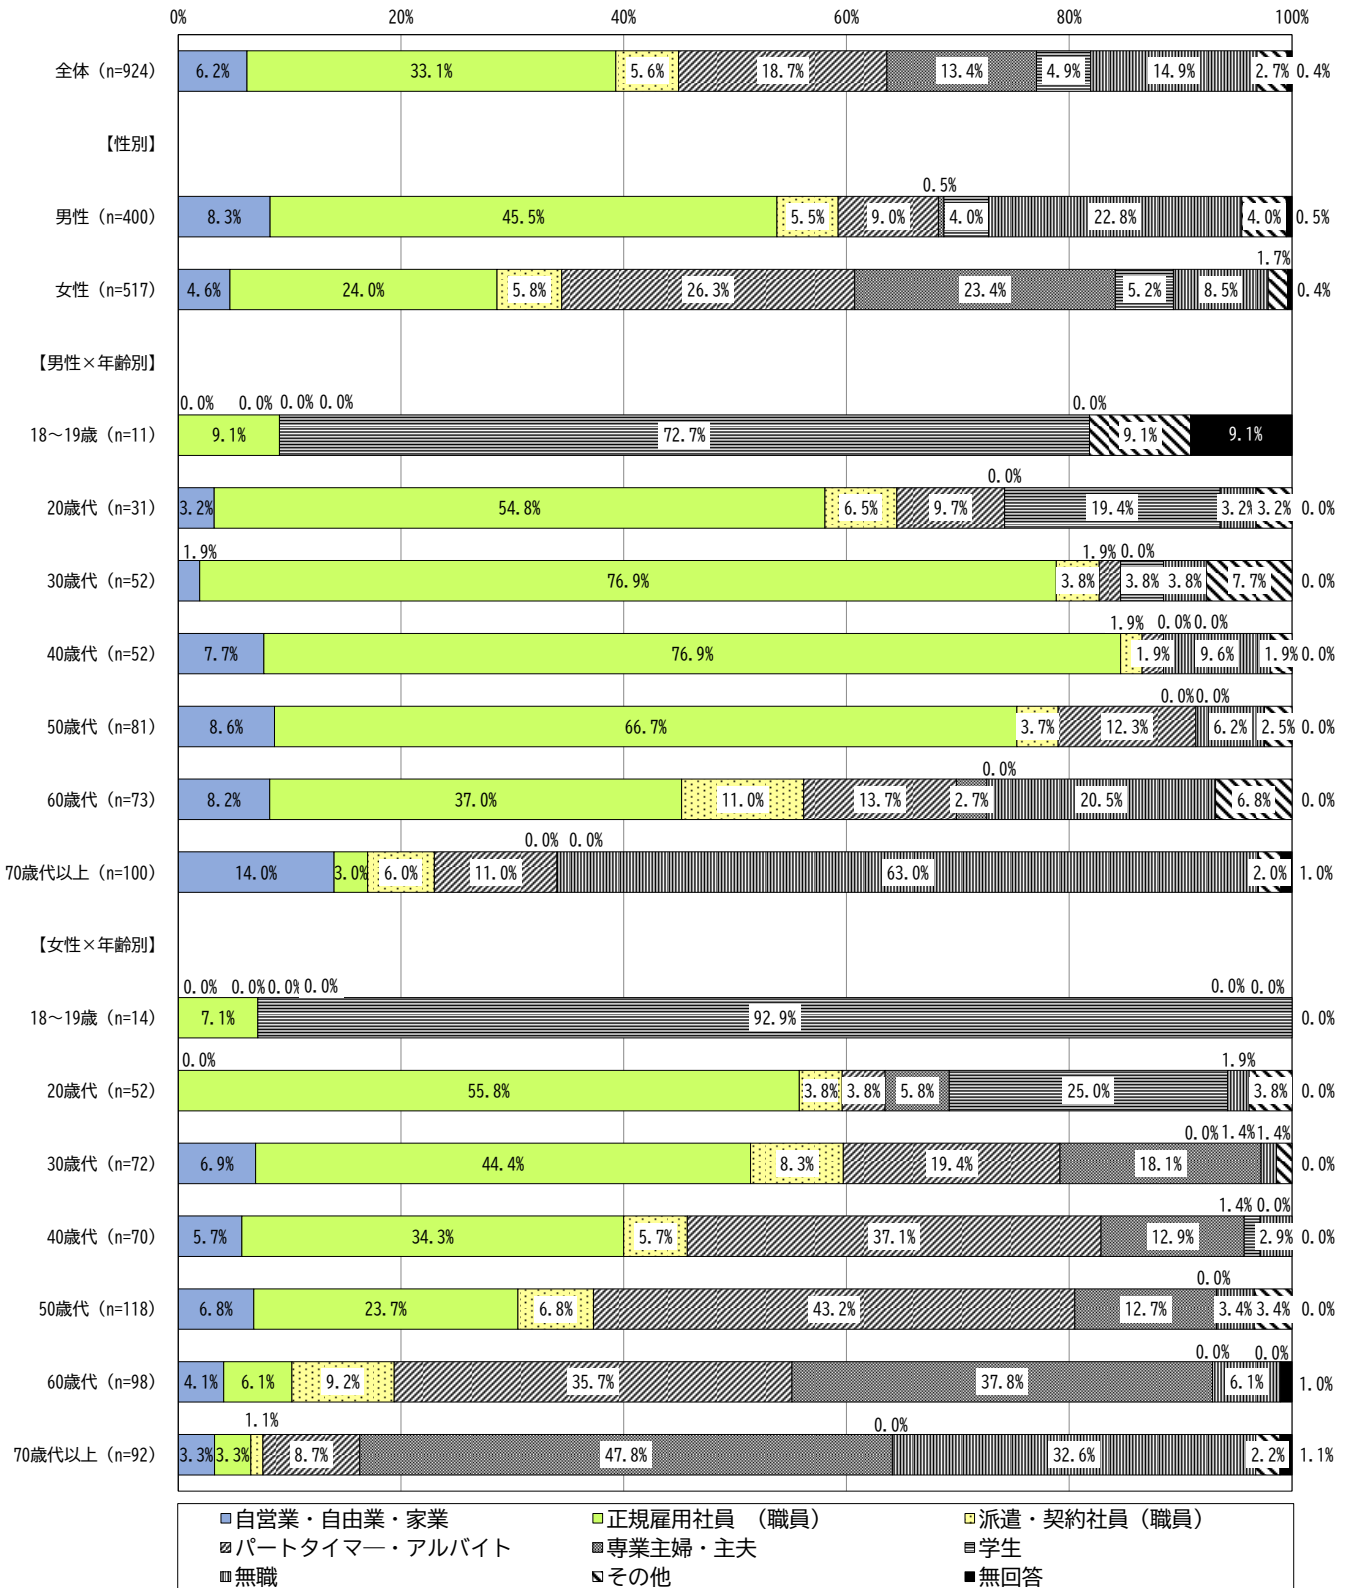 0% 20% 40% 60% 80% 100%
全体（n=924） 6.2% 33.1% 5.6% 18.7% 13.4% 4.9% 14.9% 2.7% 0.4%
【性別】
0.5%
男性（n=400） 8.3% 45.5% 5.5% 9.0% 4.0% 22.8% 4.0% 0.5%
1.7%
女性（n=517） 4.6% 24.0% 5.8% 26.3% 23.4% 5.2% 8.5% 0.4%
【男性×年齢別】
0.0% 0.0% 0.0% 0.0% 0.0%
18～19歳（n=11） 9.1% 72.7% 9.1% 9.1%
0.0%
20歳代（n=31） 3.2% 54.8% 6.5% 9.7% 19.4% 3.2% 3.2% 0.0%
1.9% 1.9% 0.0%
30歳代（n=52） 76.9% 3.8% 3.8% 3.8% 7.7% 0.0%
1.9% 0.0% 0.0%
40歳代（n=52） 7.7% 76.9% 1.9% 9.6% 1.9% 0.0%
0.0% 0.0%
50歳代（n=81） 8.6% 66.7% 3.7% 12.3% 6.2% 2.5% 0.0%
0.0%
60歳代（n=73） 8.2% 37.0% 11.0% 13.7% 2.7% 20.5% 6.8% 0.0%
0.0% 0.0%
70歳代以上（n=100） 14.0% 3.0% 6.0% 11.0% 63.0% 2.0% 1.0%
【女性×年齢別】
0.0% 0.0% 0.0% 0.0% 0.0% 0.0%
18～19歳（n=14） 7.1% 92.9% 0.0%
0.0% 1.9%
20歳代（n=52） 55.8% 3.8% 3.8% 5.8% 25.0% 3.8% 0.0%
0.0% 1.4% 1.4%
30歳代（n=72） 6.9% 44.4% 8.3% 19.4% 18.1% 0.0%
1.4% 0.0%
40歳代（n=70） 5.7% 34.3% 5.7% 37.1% 12.9% 2.9% 0.0%
0.0%
50歳代（n=118） 6.8% 23.7% 6.8% 43.2% 12.7% 3.4% 3.4% 0.0%
0.0% 0.0%
60歳代（n=98） 4.1% 6.1% 9.2% 35.7% 37.8% 6.1% 1.0%
1.1% 0.0%
70歳代以上（n=92） 3.3% 3.3% 8.7% 47.8% 32.6% 2.2% 1.1%
自営業・自由業・家業 正規雇用社員　（職員） 派遣・契約社員（職員）
パートタイマ―・アルバイト 専業主婦・主夫 学生
無職 その他 無回答